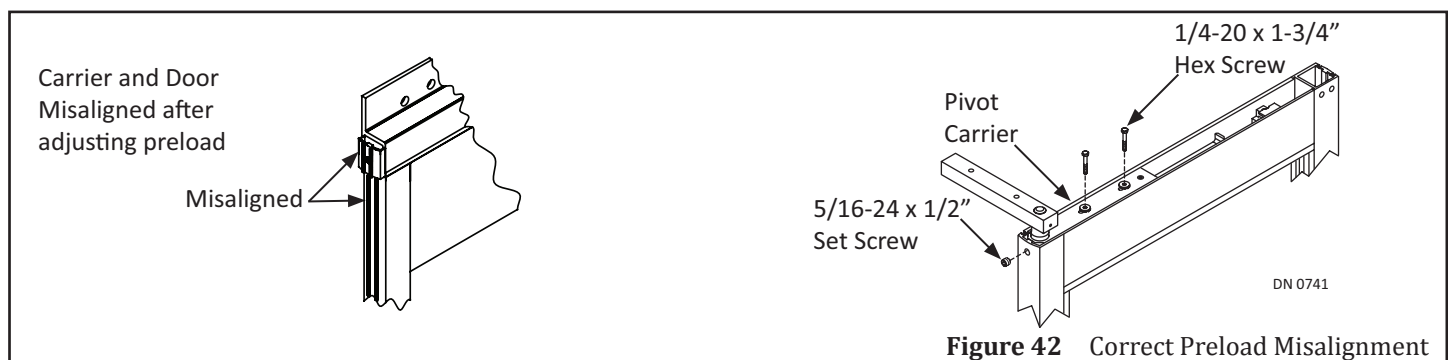 Carrier and Door
Misaligned after
adjusting preload
Misaligned
1/4-20 x 1-3/4”
Hex Screw
Pivot
Carrier
5/16-24 x 1/2”
Set Screw
DN 0741
Figure 42 Correct Preload Misalignment